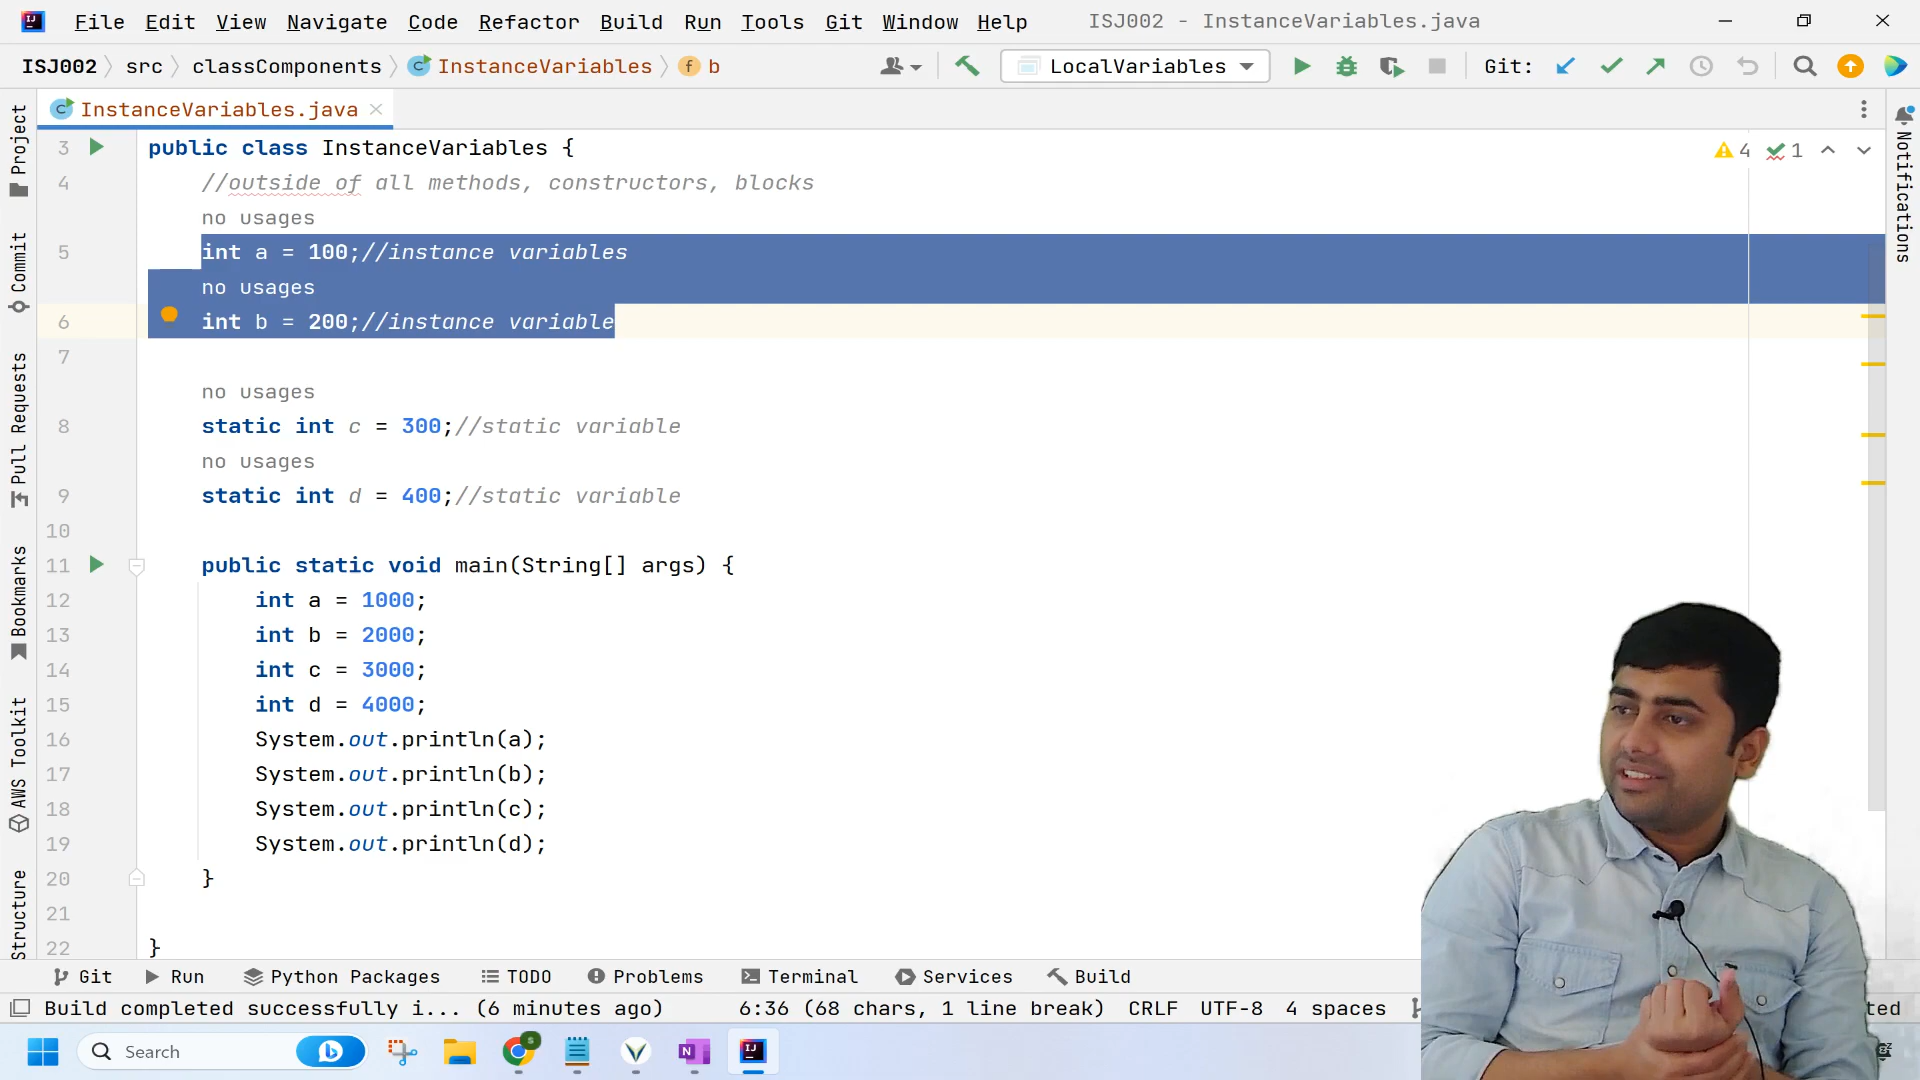 File Edit View Navigate Code Refactor Build Run Tools Git Window Help ISJ002 - InstanceVariables.java
ISJ002 src classComponents InstanceVariables b LocalVariables Git:
InstanceVariables.java
4 1
3 public class InstanceVariables {
4 //outside of all methods, constructors, blocks
no usages
5 int a = 100;//instance variables
no usages
6 int b = 200;//instance variable
7
no usages
8 static int c = 300;//static variable
no usages
9 static int d = 400;//static variable
10
11 public static void main(String[] args) {
12 int a = 1000;
13 int b = 2000;
14 int c = 3000;
15 int d = 4000;
16 System.out.println(a);
17 System.out.println(b);
18 System.out.println(c);
19 System.out.println(d);
20 }
21
22 }
Project
Commit
Pull Requests
Bookmarks
AWS Toolkit
Structure
Notifications
Git Run Python Packages TODO Problems Terminal Services Build
Build completed successfully i... (6 minutes ago) 6:36 (68 chars, 1 line break) CRLF UTF-8 4 spaces
Search